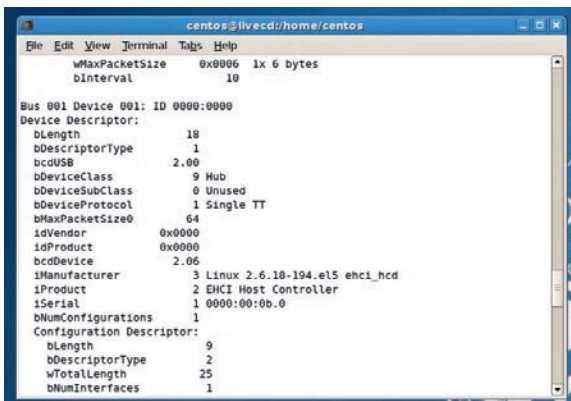 centos@livecd:/home/centos
File Edit View Terminal Tabs Help
wMaxPacketSize 0x0006 1x 6 bytes
bInterval 10
Bus 001 Device 001: ID 0000:0000
Device Descriptor:
bLength 18
bDescriptorType 1
bcdUSB 2.00
bDeviceClass 9 Hub
bDeviceSubClass 0 Unused
bDeviceProtocol 1 Single TT
bMaxPacketSize0 64
idVendor 0x0000
idProduct 0x0000
bcdDevice 2.06
iManufacturer 3 Linux 2.6.18-194.el5 ehci_hcd
iProduct 2 EHCI Host Controller
iSerial 1 0000:00:0b.0
bNumConfigurations 1
Configuration Descriptor:
bLength 9
bDescriptorType 2
wTotalLength 25
bNumInterfaces 1